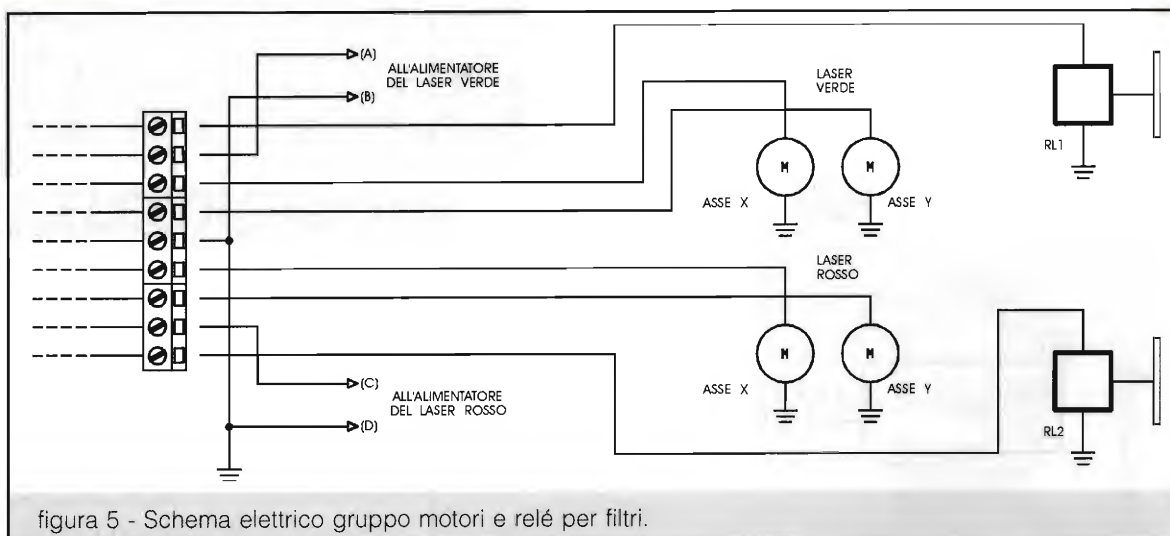 (A)
ALL'ALIMENTATORE
DEL LASER VERDE
(B)
LASER
VERDE
RL1
M
M
ASSE X
ASSE Y
LASER
ROSSO
M
M
ASSE X
ASSE Y
(C)
ALL'ALIMENTATORE
DEL LASER ROSSO
(D)
RL2
figura 5 - Schema elettrico gruppo motori e relé per filtri.